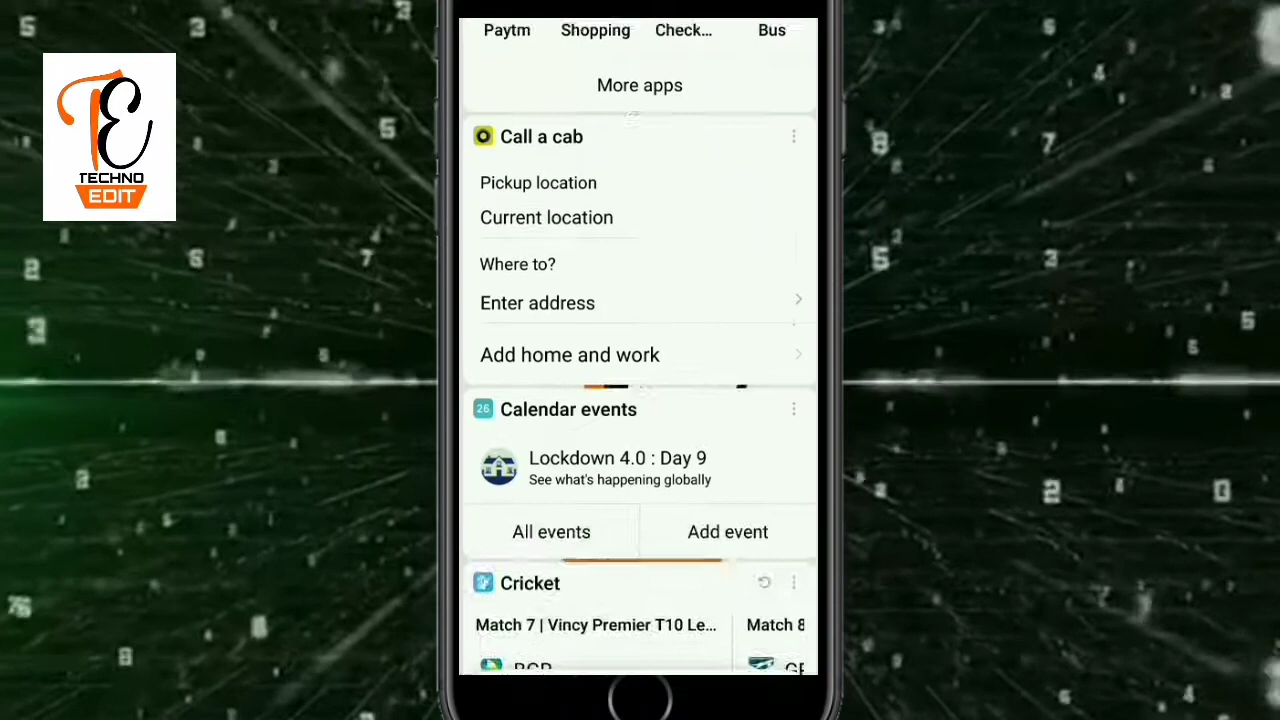 TE
TECHNO
EDIT
Paytm Shopping Check... Bus
More apps
Call a cab
Pickup location
Current location
Where to?
Enter address
Add home and work
26 Calendar events
Lockdown 4.0 : Day 9
See what's happening globally
All events Add event
Cricket
Match 7 | Vincy Premier T10 Le... Match 8